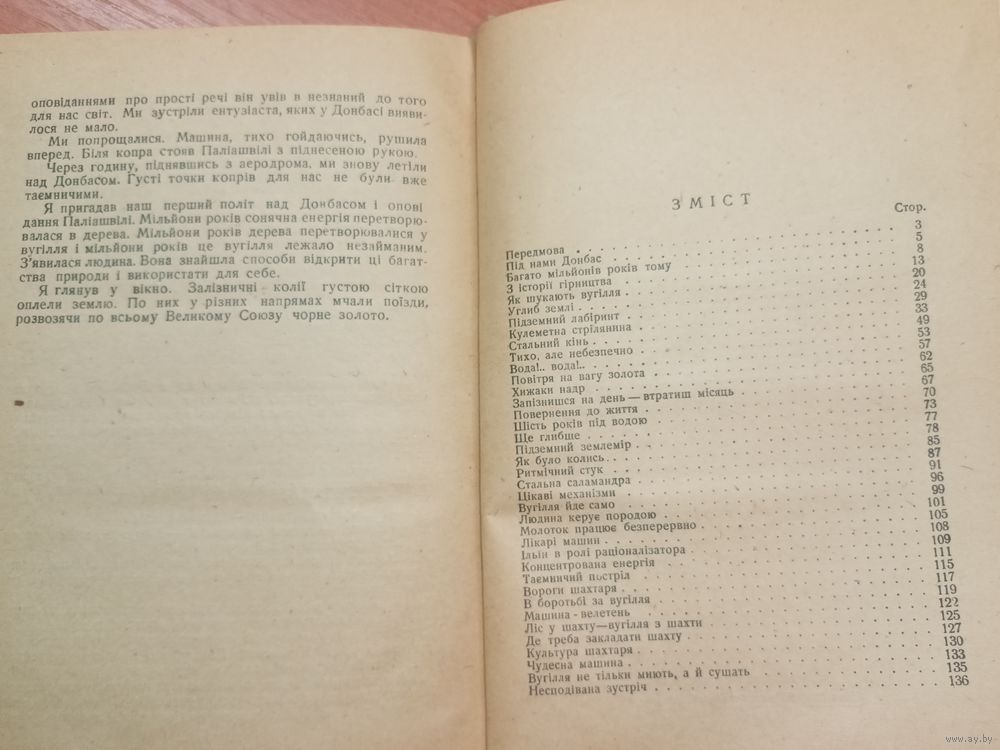 оповіданнями про прості речі він увів в незнаний до того
для нас світ. Ми зустріли ентузіаста, яких у Донбасі вияви-
лося не мало.
Ми попрощалися. Машина, тихо гойдаючись, рушила
вперед. Біля копра стояв Паліашвілі з піднесеною рукою.
Через годину, піднявшись з аеродрома, ми знову летіли
над Донбасом. Густі точки копрів для нас не були вже
таємничими.
Я пригадав наш перший політ над Донбасом і опові
дання Паліашвілі. Мільйони років сонячна енергія перетворю-
валася в дерева. Мільйони років дерева перетворювалися у
вугілля і мільйони років це вугілля лежало незайманим.
З'явилася людина. Вона знайшла способи відкрити ці багат-
ства природи і використати для себе.
Я глянув у вікно. Залізничні колії густою сіткою
оплели землю. По них у різних напрямах мчали поїзди,
розвозячи по всьому Великому Союзу чорне золото.
ЗМІСТ
Стор.
Передмова . . . 3
Під нами Донбас . . . 5
Багато мільйонів років тому . . . 8
З історії гірництва . . . 13
Як шукають вугілля . . . 20
Углиб землі . . . 24
Підземний лабіринт . . . 29
Кулеметна стрілянина . . . 33
Стальний кінь . . . 49
Тихо, але небезпечно . . . 53
Вода!.. вода!.. . . . 57
Повітря на вагу золота . . . 62
Хижаки надр . . . 65
Запізнишся на день — втратиш місяць . . . 67
Повернення до життя . . . 70
Шість років під водою . . . 73
Ще глибше . . . 77
Підземний землемір . . . 78
Як було колись . . . 85
Ритмічний стук . . . 87
Стальна саламандра . . . 91
Цікаві механізми . . . 96
Вугілля йде само . . . 99
Людина керує породою . . . 101
Молоток працює безперервно . . . 105
Лікарі машин . . . 108
Ільїн в ролі раціоналізатора . . . 109
Концентрована енергія . . . 111
Таємничий постріл . . . 115
Вороги шахтаря . . . 117
В боротьбі за вугілля . . . 119
Машина-велетень . . . 122
Ліс у шахту—вугілля з шахти . . . 125
Де треба закладати шахту . . . 127
Культура шахтаря . . . 130
Чудесна машина . . . 133
Вугілля не тільки миють, а й сушать . . . 135
Несподівана зустріч . . . 136
www.ay.by